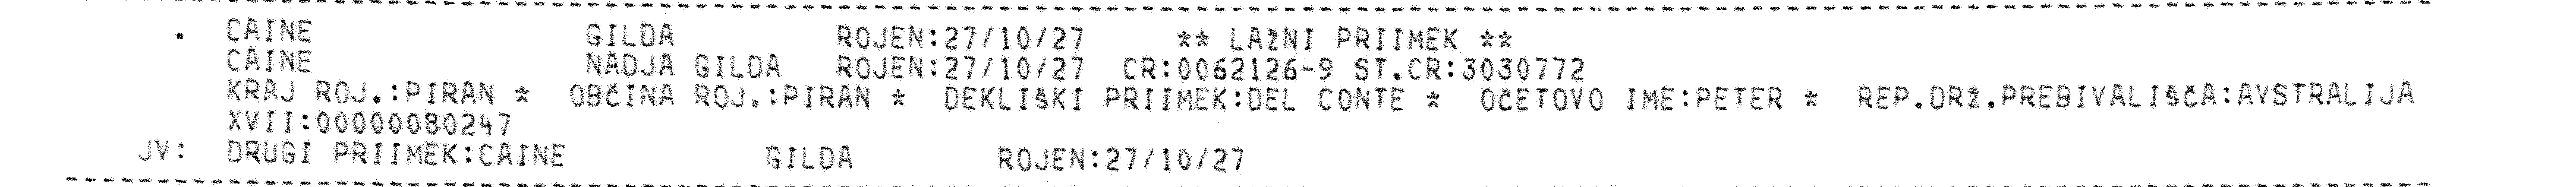 . CAINE GILDA ROJEN:27/10/27 ** LAŽNI PRIIMEK **
CAINE NADJA GILDA ROJEN:27/10/27 CR:0062126-9 ST.CR:3030772
KRAJ ROJ.:PIRAN * OBČINA ROJ.:PIRAN * DEKLIŠKI PRIIMEK:DEL CONTE * OČETOVO IME:PETER * REP.DRŽ.PREBIVALIŠČA:AVSTRALIJA
XVII:00000080247
JV: DRUGI PRIIMEK:CAINE GILDA ROJEN:27/10/27